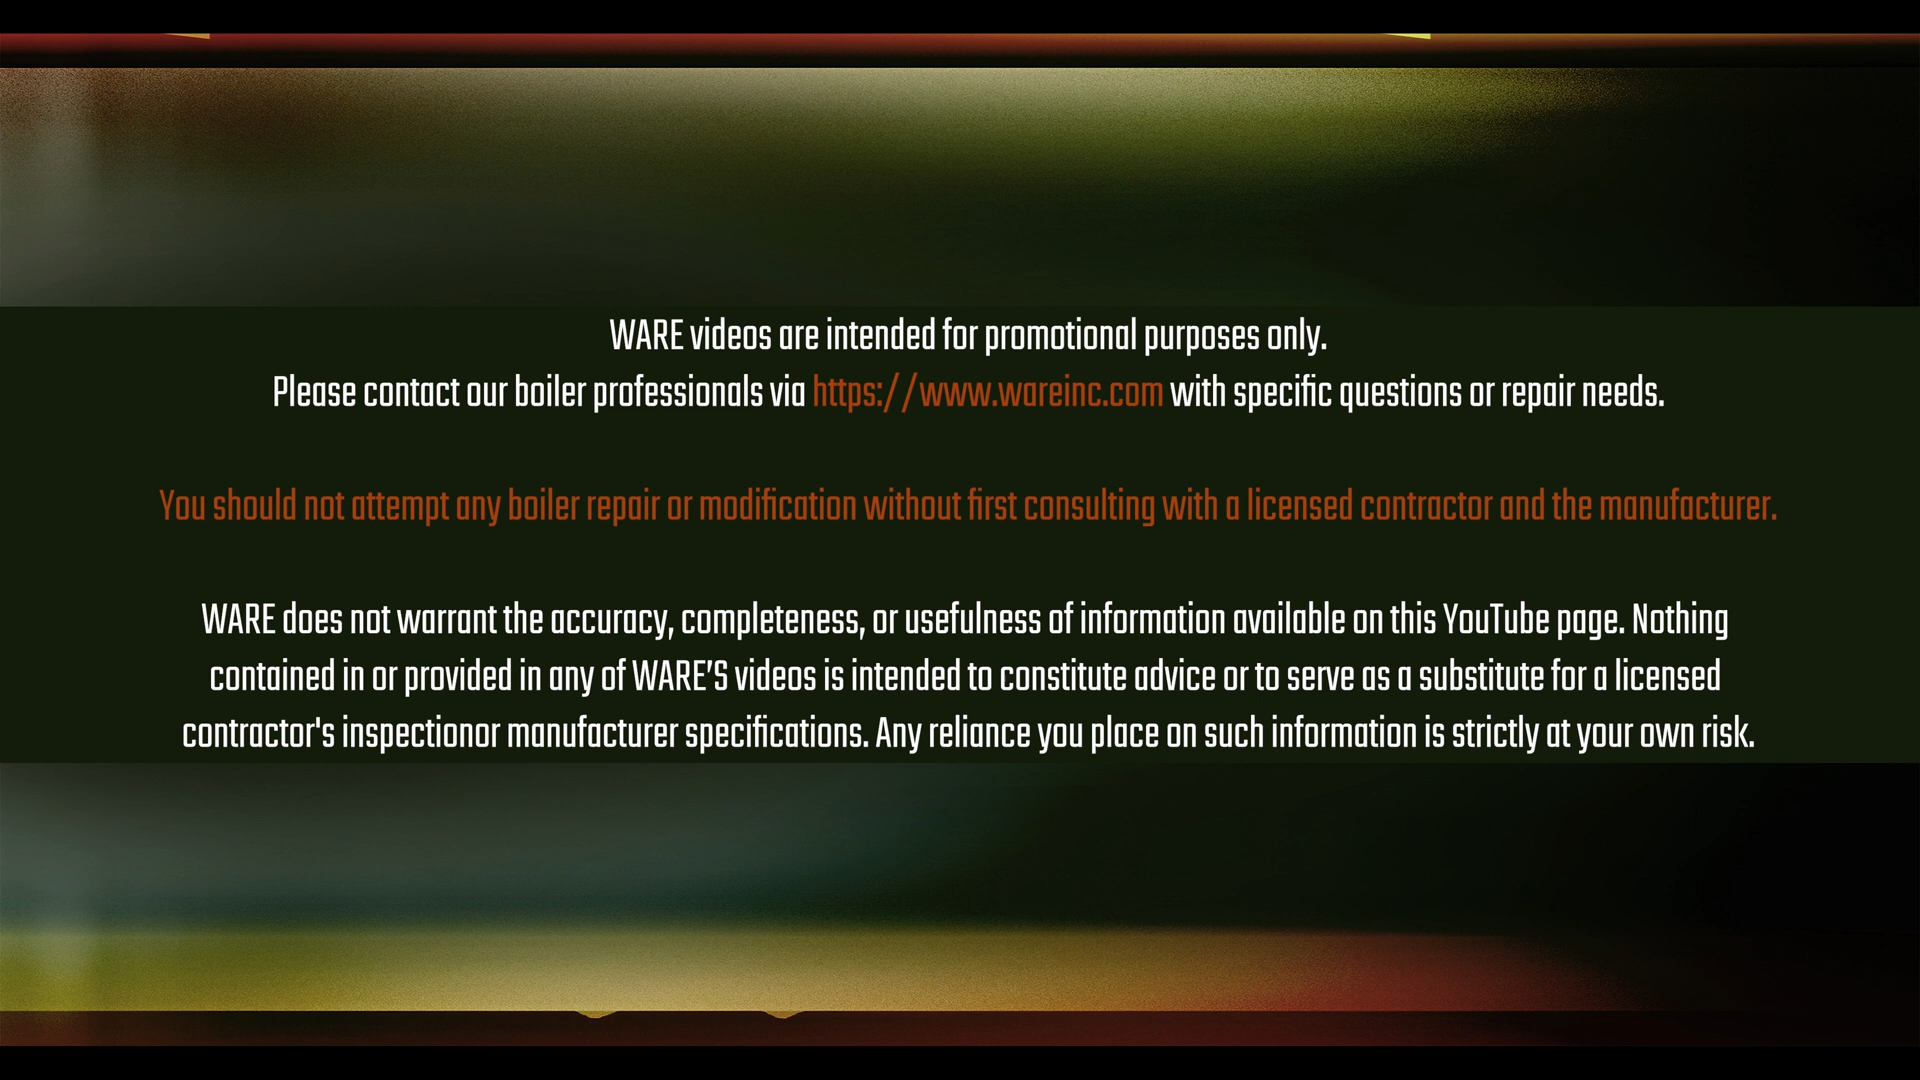 WARE videos are intended for promotional purposes only.
Please contact our boiler professionals via https://www.wareinc.com with specific questions or repair needs.
You should not attempt any boiler repair or modification without first consulting with a licensed contractor and the manufacturer.
WARE does not warrant the accuracy, completeness, or usefulness of information available on this YouTube page. Nothing
contained in or provided in any of WARE’S videos is intended to constitute advice or to serve as a substitute for a licensed
contractor's inspectionor manufacturer specifications. Any reliance you place on such information is strictly at your own risk.